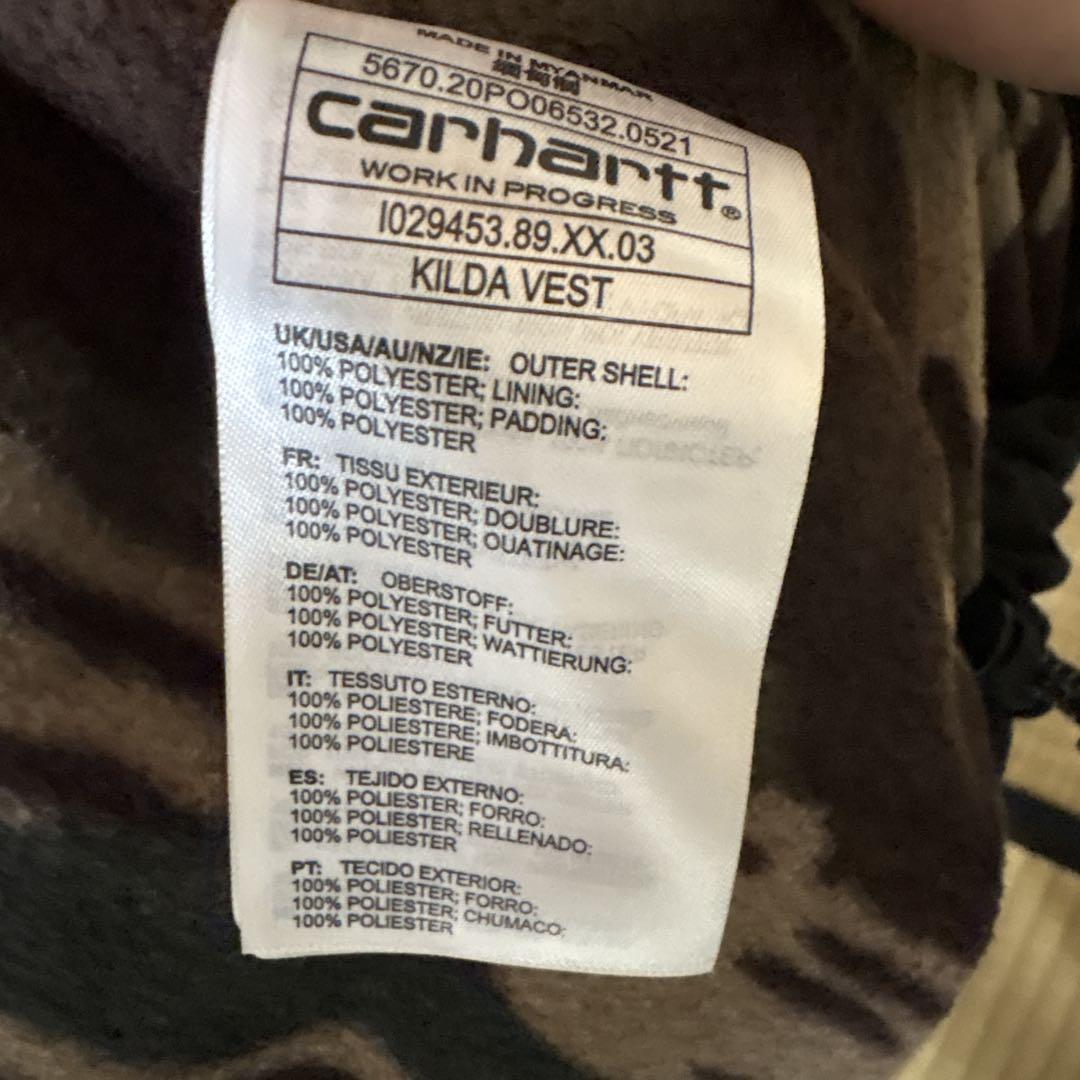 MADE IN MYANMAR
緬甸製
5670.20PO06532.0521
carhartt®
WORK IN PROGRESS
I029453.89.XX.03
KILDA VEST
UK/USA/AU/NZ/IE: OUTER SHELL:
100% POLYESTER; LINING:
100% POLYESTER; PADDING:
100% POLYESTER
FR: TISSU EXTERIEUR:
100% POLYESTER; DOUBLURE:
100% POLYESTER; OUATINAGE:
100% POLYESTER
DE/AT: OBERSTOFF:
100% POLYESTER; FUTTER:
100% POLYESTER; WATTIERUNG:
100% POLYESTER
IT: TESSUTO ESTERNO:
100% POLIESTERE; FODERA:
100% POLIESTERE; IMBOTTITURA:
100% POLIESTERE
ES: TEJIDO EXTERNO:
100% POLIESTER; FORRO:
100% POLIESTER; RELLENADO:
100% POLIESTER
PT: TECIDO EXTERIOR:
100% POLIESTER; FORRO:
100% POLIESTER; CHUMACO;
100% POLIESTER